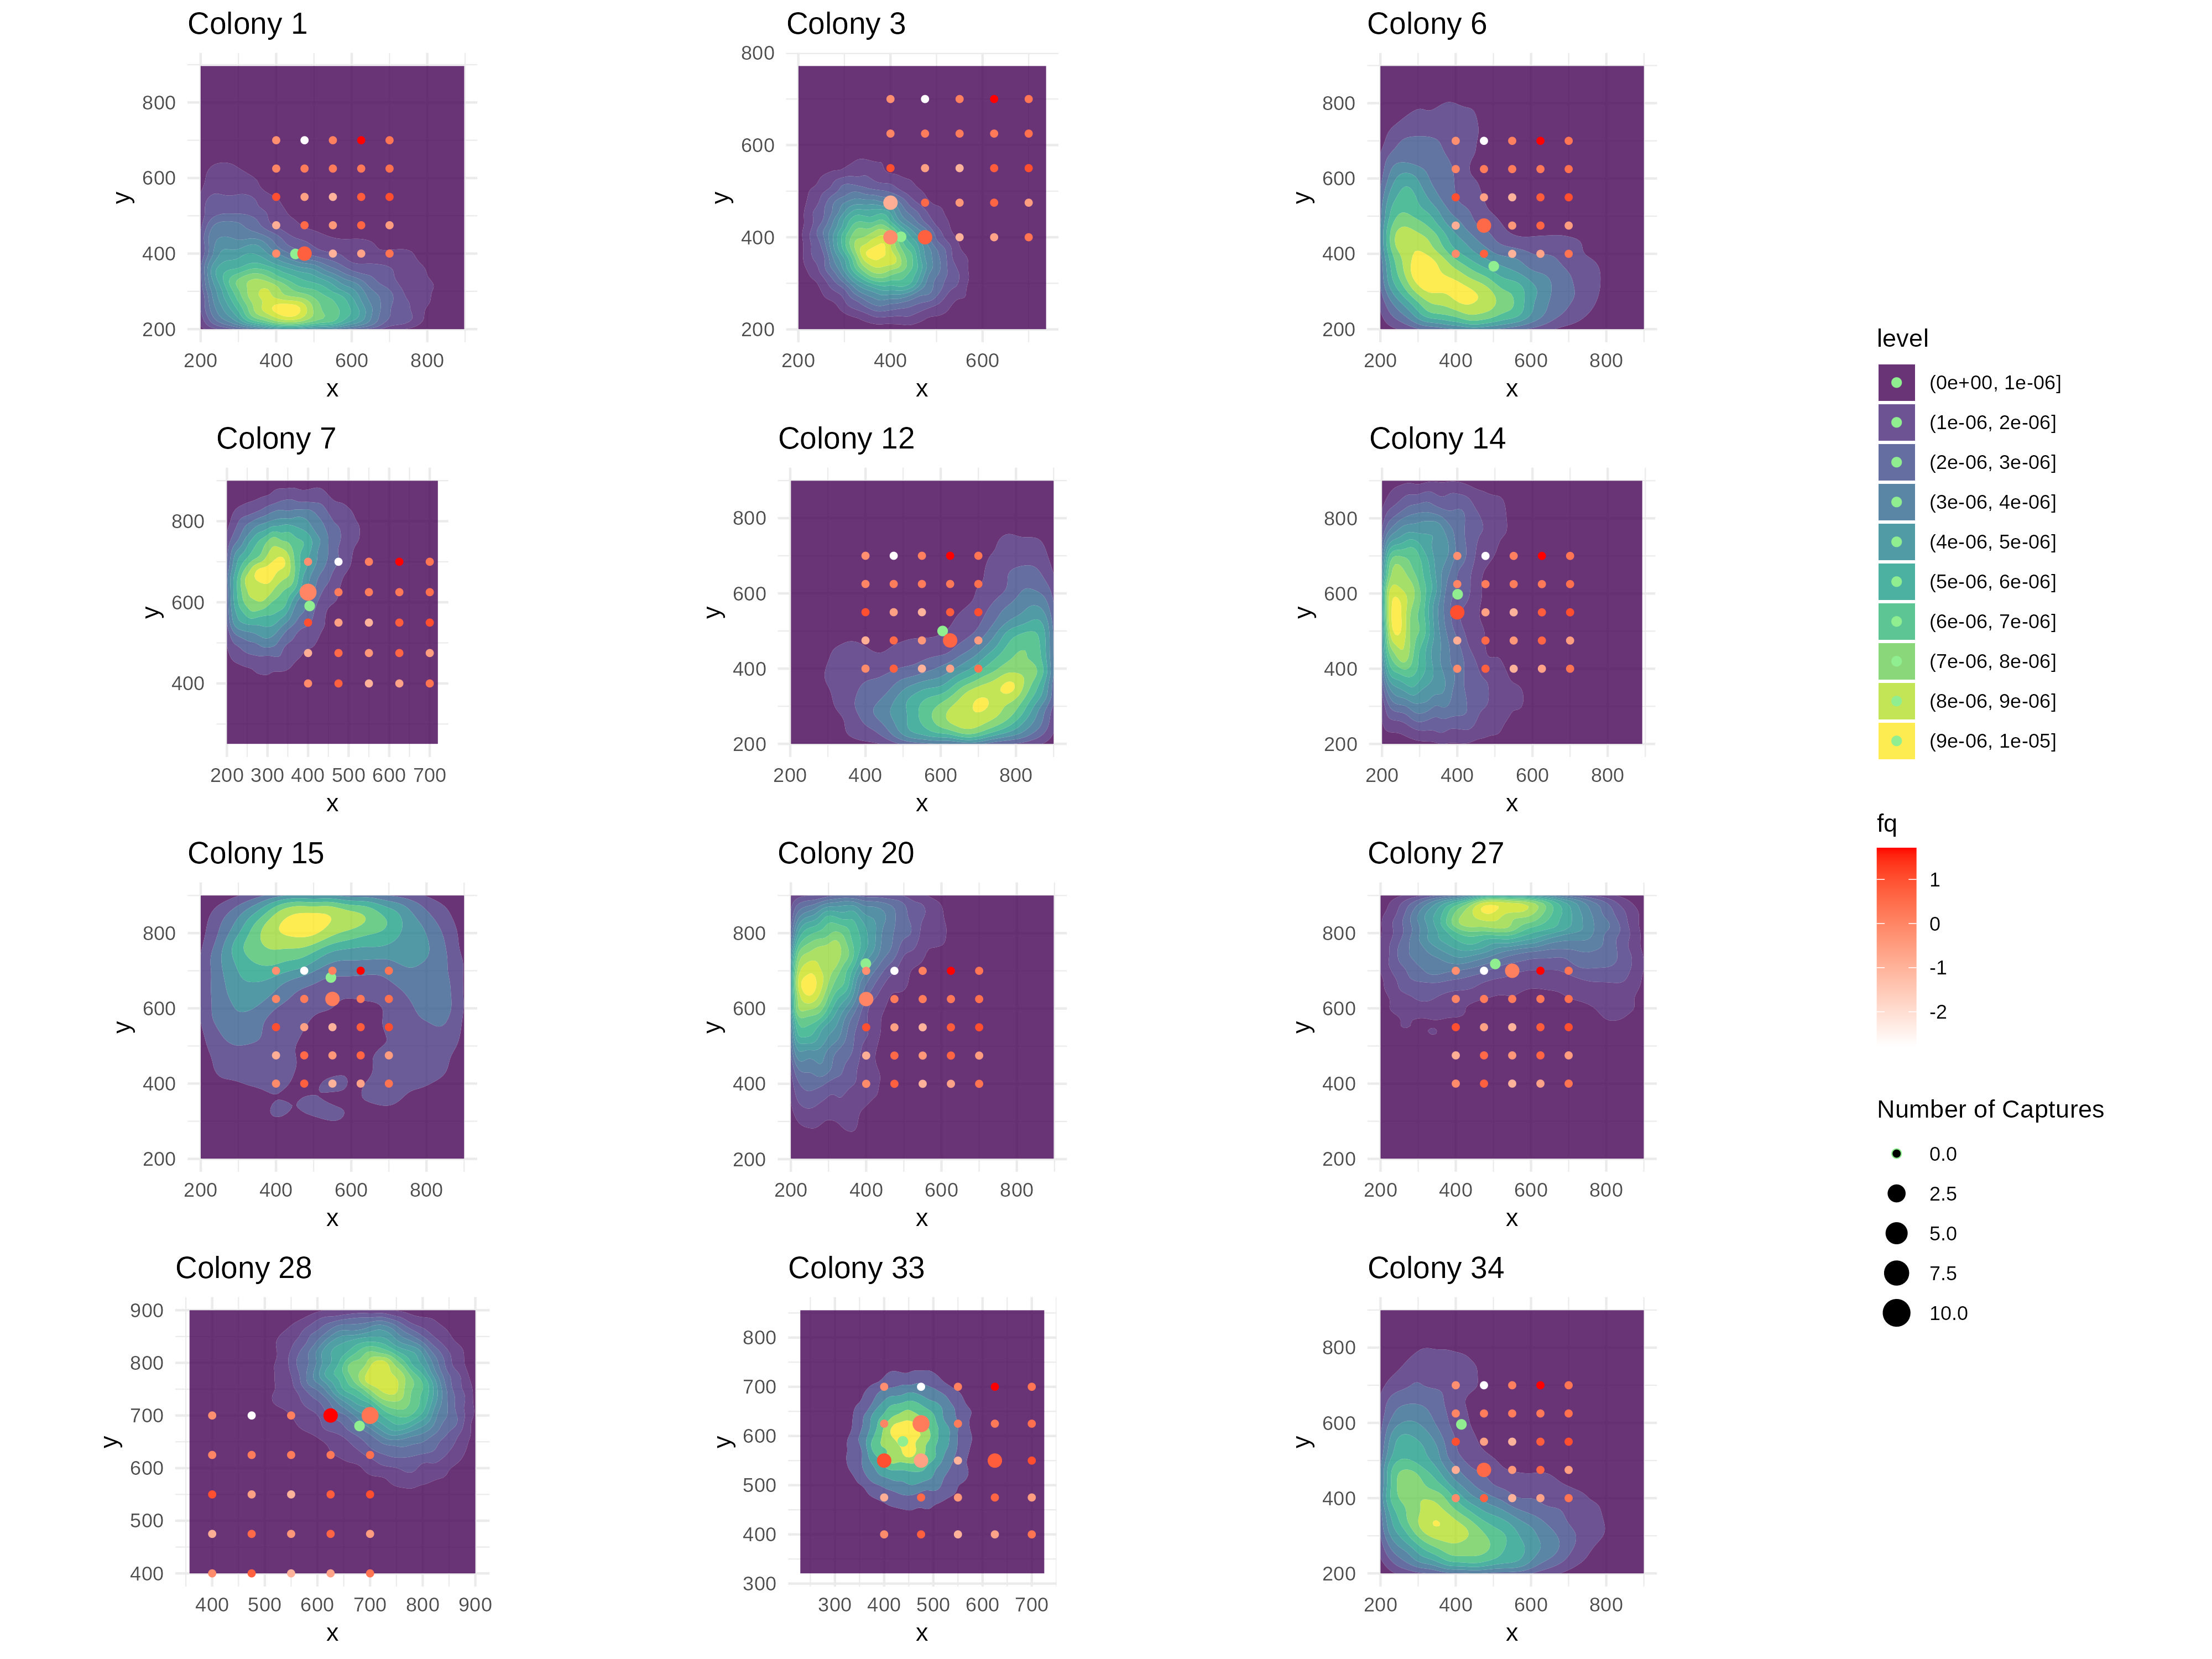 Colony 1
800
600
400
200
y
200 400 600 800
x
Colony 3
800
600
400
200
y
200 400 600
x
Colony 6
800
600
400
200
y
200 400 600 800
x
Colony 7
800
600
400
y
200 300 400 500 600 700
x
Colony 12
800
600
400
200
y
200 400 600 800
x
Colony 14
800
600
400
200
y
200 400 600 800
x
Colony 15
800
600
400
200
y
200 400 600 800
x
Colony 20
800
600
400
200
y
200 400 600 800
x
Colony 27
800
600
400
200
y
200 400 600 800
x
Colony 28
900
800
700
600
500
400
y
400 500 600 700 800 900
x
Colony 33
800
700
600
500
400
300
y
300 400 500 600 700
x
Colony 34
800
600
400
200
y
200 400 600 800
x
level
(0e+00, 1e-06]
(1e-06, 2e-06]
(2e-06, 3e-06]
(3e-06, 4e-06]
(4e-06, 5e-06]
(5e-06, 6e-06]
(6e-06, 7e-06]
(7e-06, 8e-06]
(8e-06, 9e-06]
(9e-06, 1e-05]
fq
1
0
-1
-2
Number of Captures
0.0
2.5
5.0
7.5
10.0